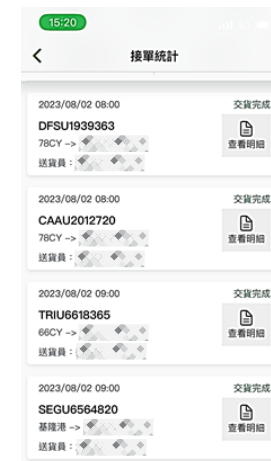 15:20
接單統計
2023/08/02 08:00 交貨完成
DFSU1939363
78CY ->
查看明細
送貨員：
2023/08/02 08:00 交貨完成
CAAU2012720
78CY ->
查看明細
送貨員：
2023/08/02 09:00 交貨完成
TRIU6618365
66CY ->
查看明細
送貨員：
2023/08/02 09:00 交貨完成
SEGU6564820
基隆港 ->
查看明細
送貨員：